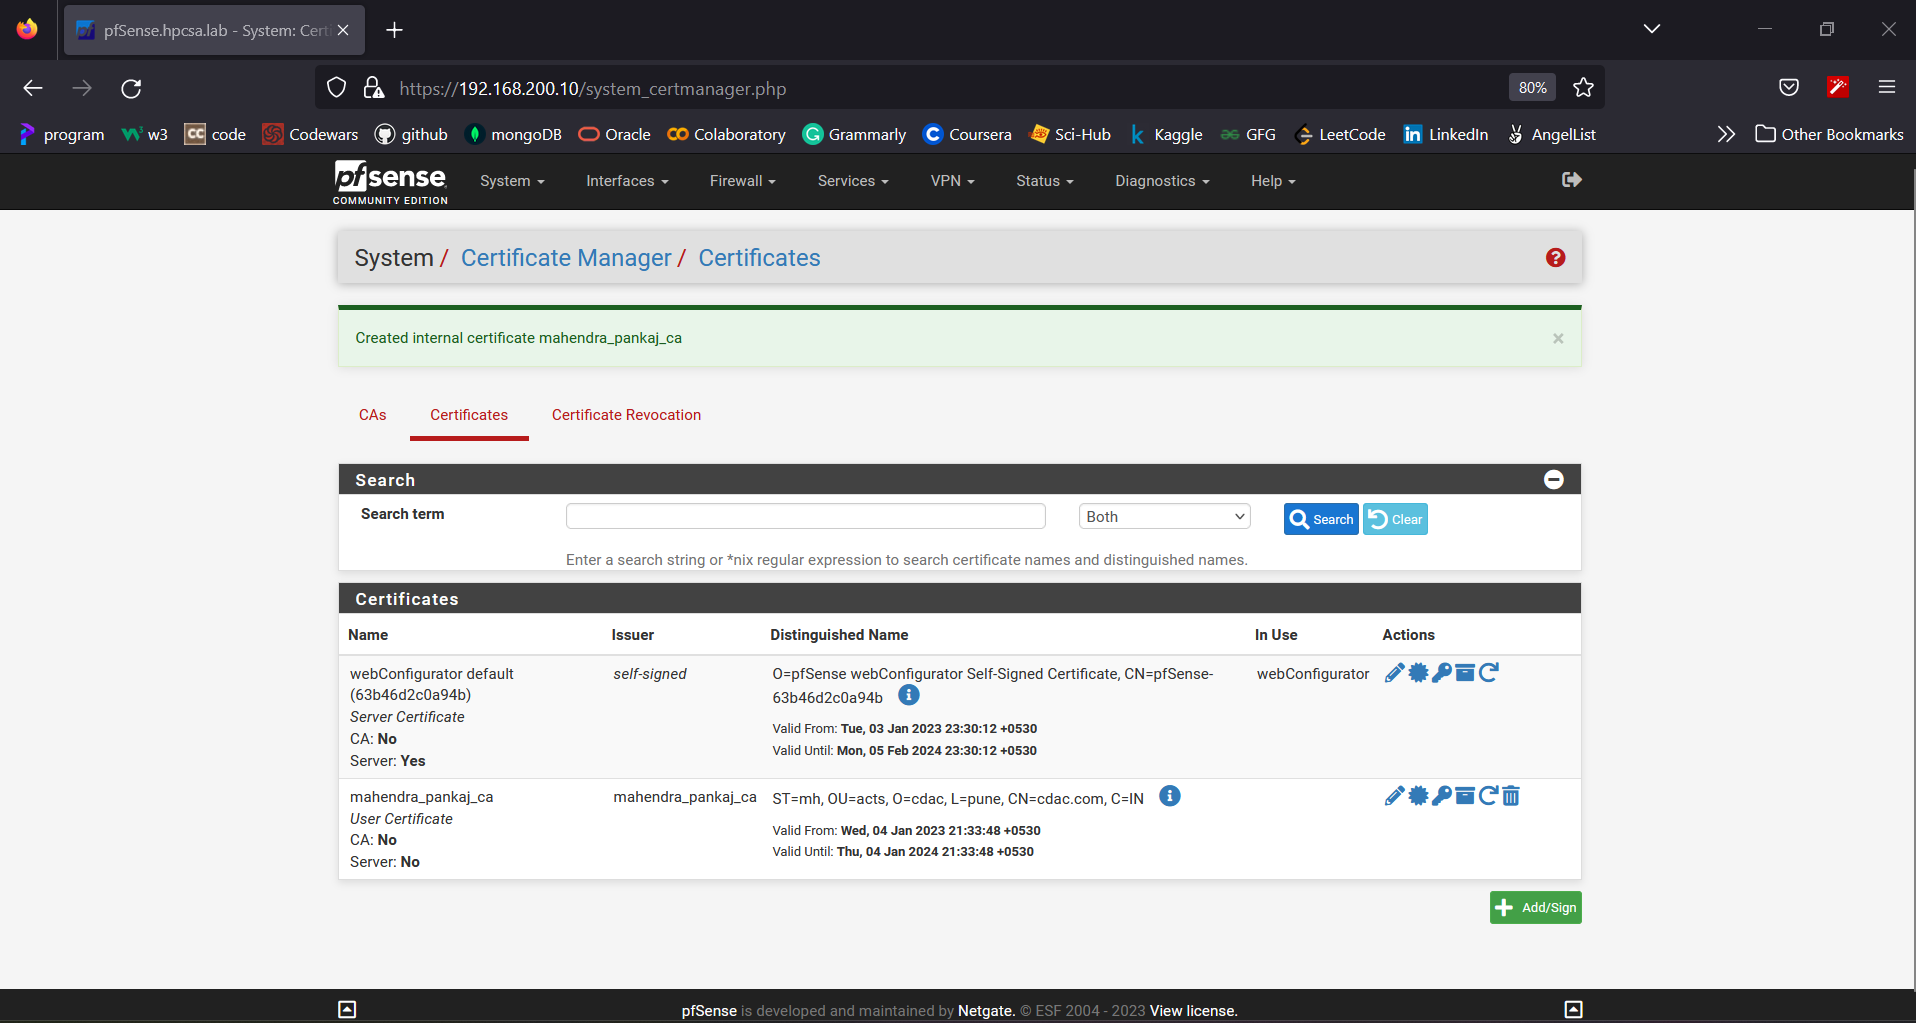 pfSense.hpcsa.lab - System: Certi
https://192.168.200.10/system_certmanager.php
80%
program
w3
code
Codewars
github
mongoDB
Oracle
Colaboratory
Grammarly
Coursera
Sci-Hub
Kaggle
GFG
LeetCode
LinkedIn
AngelList
Other Bookmarks
pfsense
COMMUNITY EDITION
System
Interfaces
Firewall
Services
VPN
Status
Diagnostics
Help
System / Certificate Manager / Certificates
Created internal certificate mahendra_pankaj_ca
×
CAs
Certificates
Certificate Revocation
Search
Search term
Both
Search
Clear
Enter a search string or *nix regular expression to search certificate names and distinguished names.
Certificates
Name Issuer Distinguished Name In Use Actions
webConfigurator default
(63b46d2c0a94b)
Server Certificate
CA: No
Server: Yes
self-signed
O=pfSense webConfigurator Self-Signed Certificate, CN=pfSense-
63b46d2c0a94b
Valid From: Tue, 03 Jan 2023 23:30:12 +0530
Valid Until: Mon, 05 Feb 2024 23:30:12 +0530
webConfigurator
mahendra_pankaj_ca
User Certificate
CA: No
Server: No
mahendra_pankaj_ca
ST=mh, OU=acts, O=cdac, L=pune, CN=cdac.com, C=IN
Valid From: Wed, 04 Jan 2023 21:33:48 +0530
Valid Until: Thu, 04 Jan 2024 21:33:48 +0530
Add/Sign
pfSense is developed and maintained by Netgate. © ESF 2004 - 2023 View license.